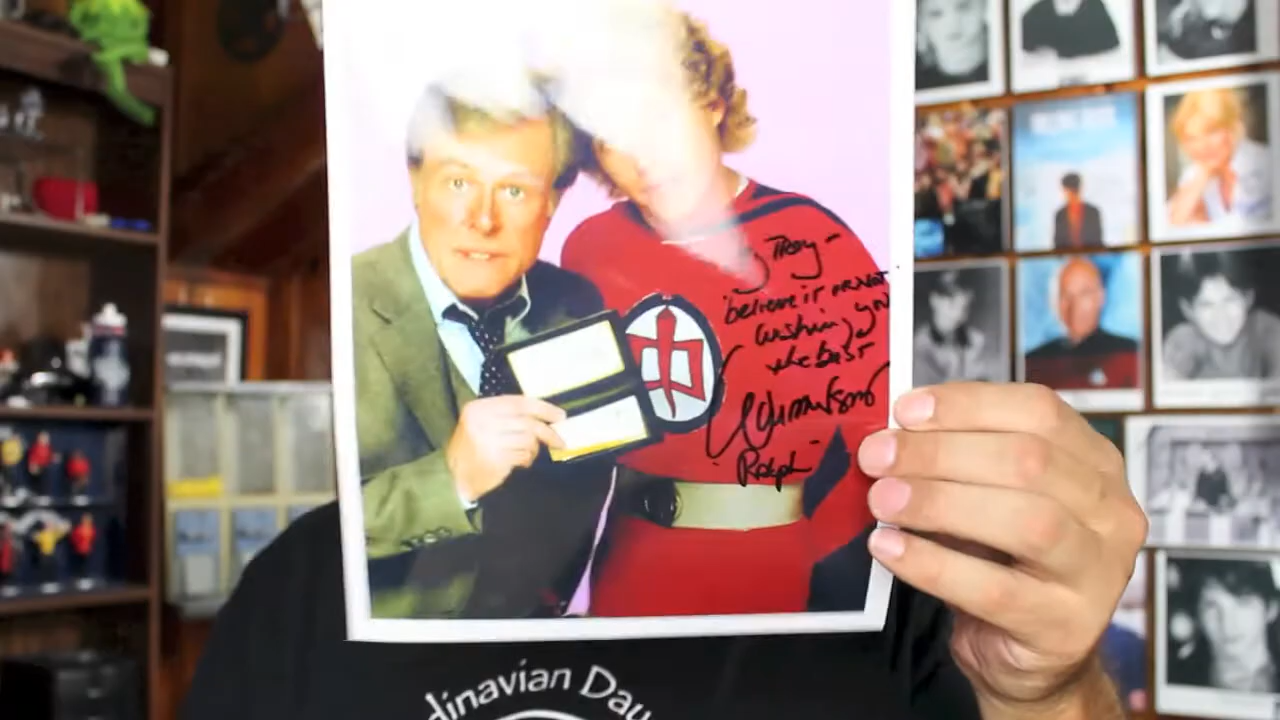 Troy -
believe it or not
wishing you
the best
"Ralph"
dinavian Day